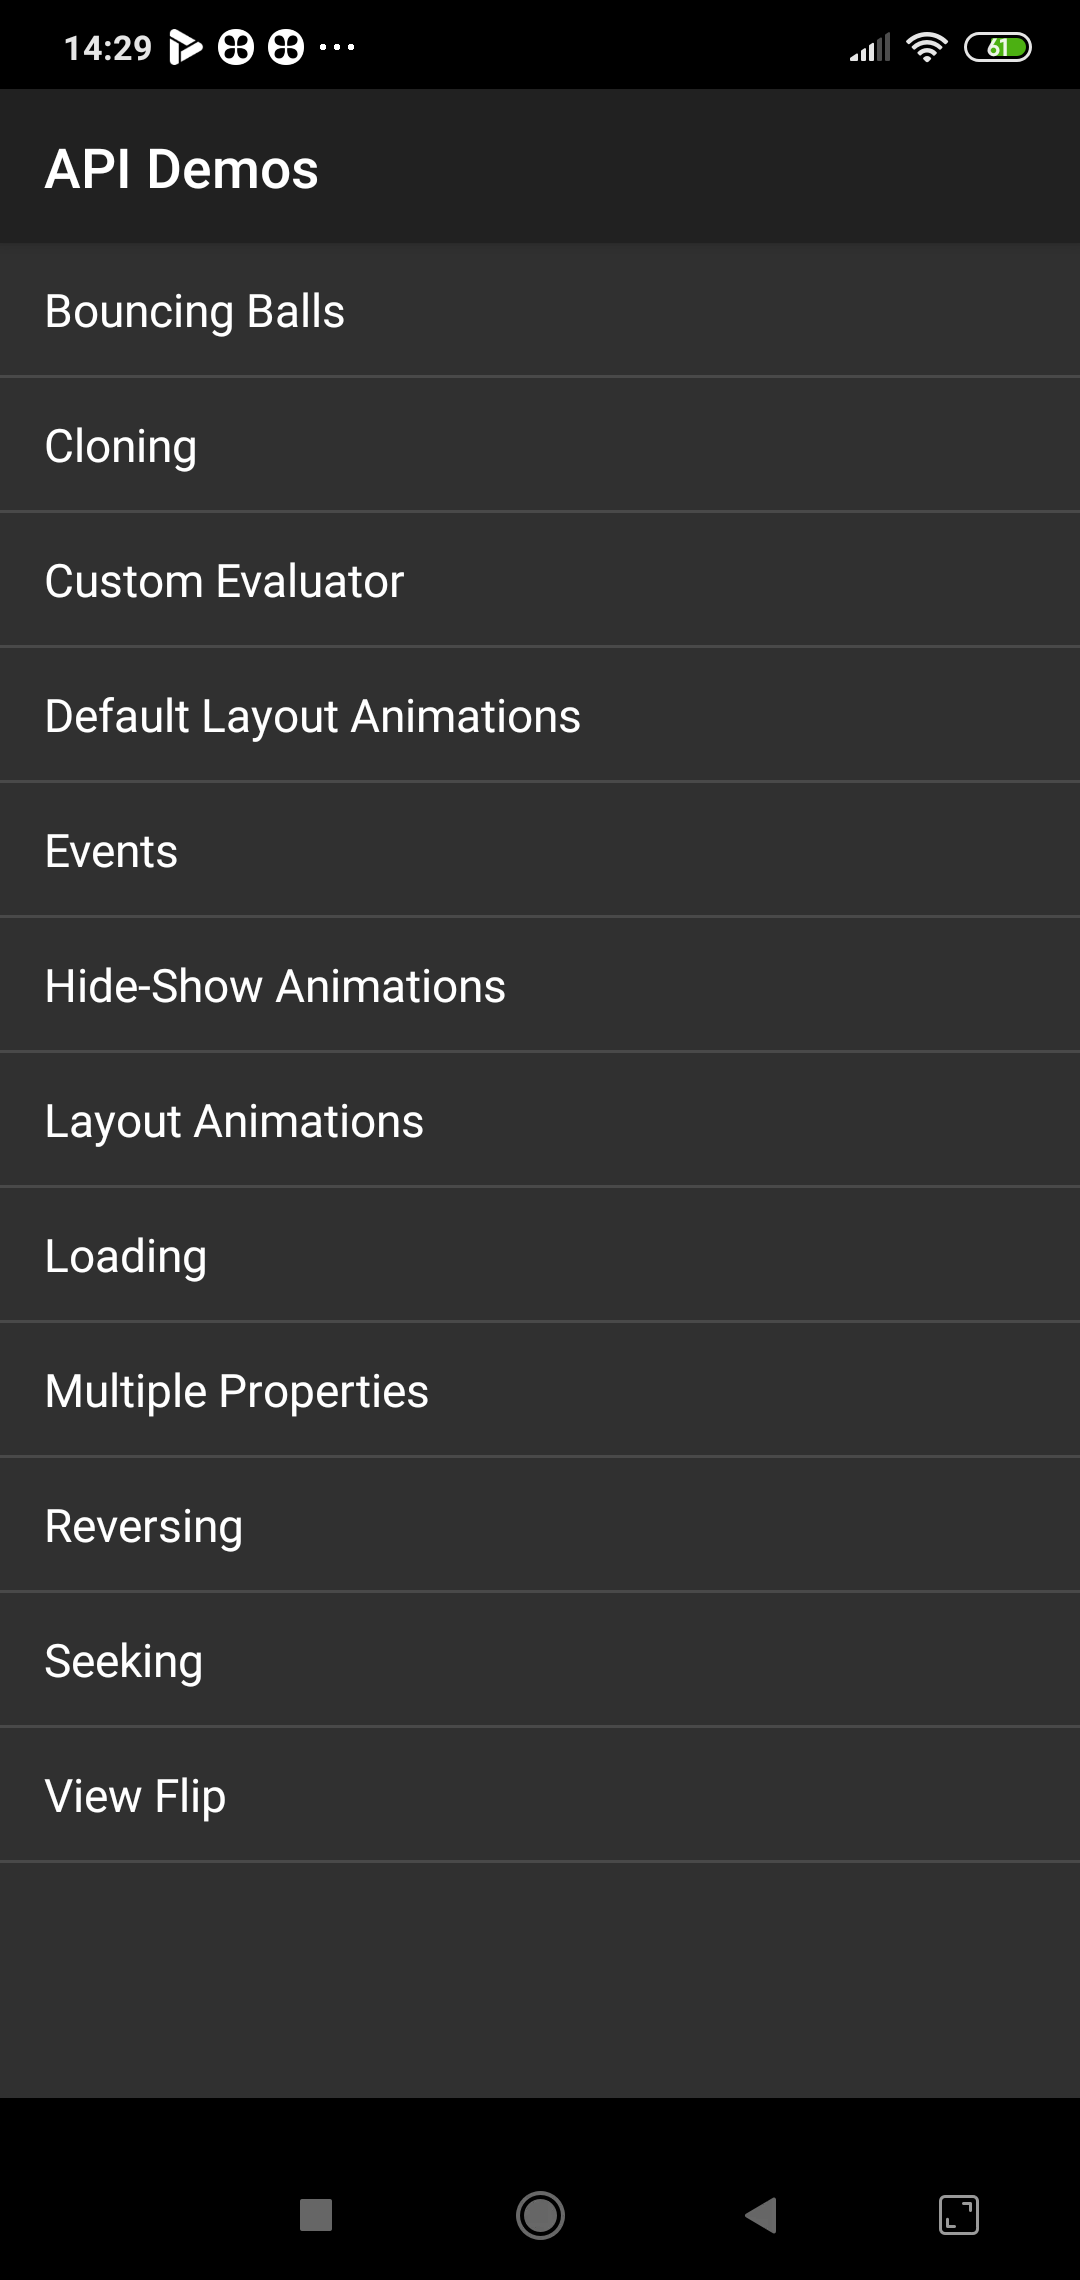 14:29
61
API Demos
Bouncing Balls
Cloning
Custom Evaluator
Default Layout Animations
Events
Hide-Show Animations
Layout Animations
Loading
Multiple Properties
Reversing
Seeking
View Flip